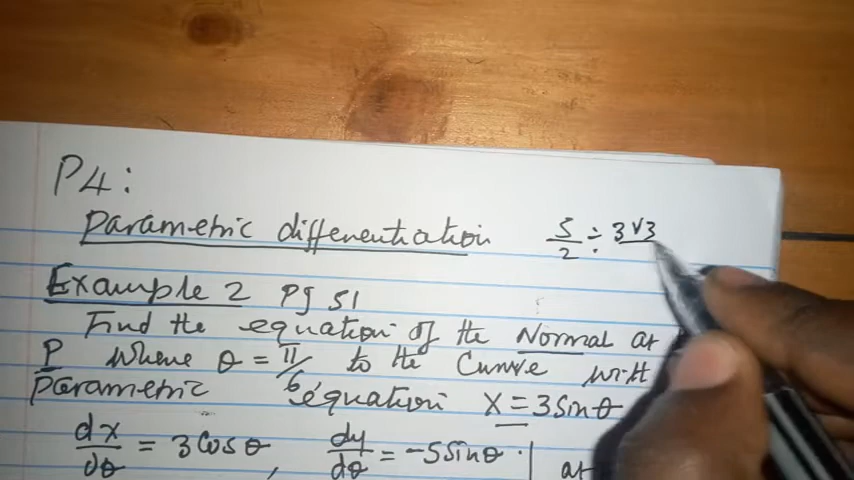 P4:
Parametric differentiation
5/2 ÷ 3√3
Example 2 Pg 51
Find the equation of the Normal at
P where θ = π/6 to the Curve with
Parametric equation x = 3sinθ
dx/dθ = 3cosθ , dy/dθ = -5sinθ . | at